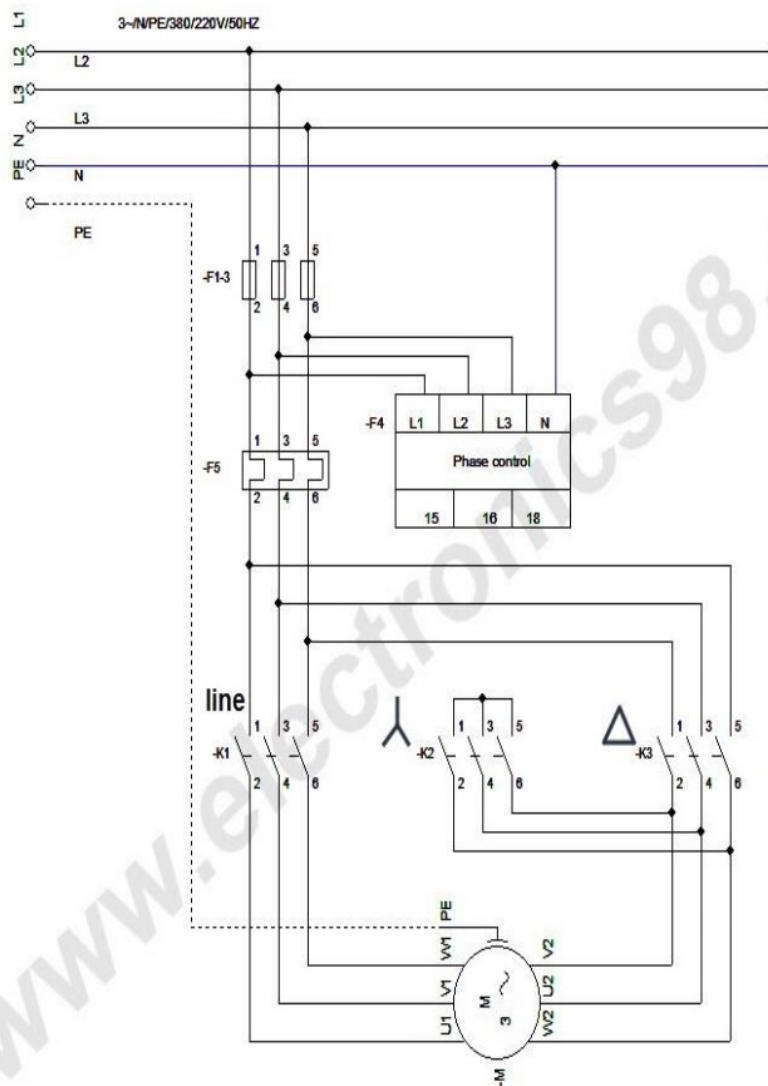 L1
3~/N/PE/380/220V/50HZ
L2
L2
L3
L3
N
N
PE
PE
1 3 5
-F1-3
2 4 6
-F4 L1 L2 L3 N
1 3 5
Phase control
-F5
2 4 6
15 16 18
line
1 3 5
1 3 5
1 3 5
-K1
-K2
-K3
2 4 6
2 4 6
2 4 6
PE
W1
V2
V1
M
U2
U1
3
W2
-M
www.electronics98.